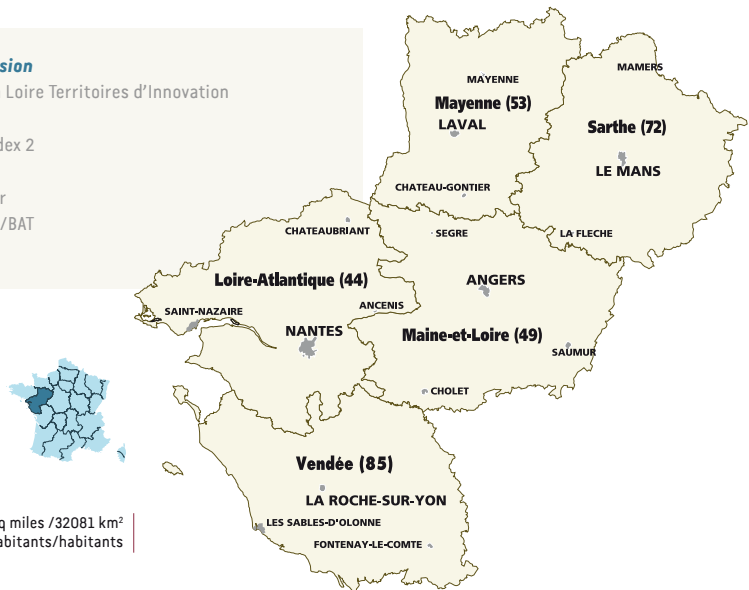 sion
Loire Territoires d'Innovation
dex 2
r
/BAT
MAYENNE
Mayenne (53)
LAVAL
CHATEAU-GONTIER
MAMERS
Sarthe (72)
LE MANS
LA FLECHE
CHATEAUBRIANT
SEGRE
Loire-Atlantique (44)
ANGERS
ANCENIS
SAINT-NAZAIRE
NANTES
Maine-et-Loire (49)
SAUMUR
CHOLET
Vendée (85)
LA ROCHE-SUR-YON
LES SABLES-D'OLONNE
FONTENAY-LE-COMTE
q miles /32081 km²
abitants/habitants